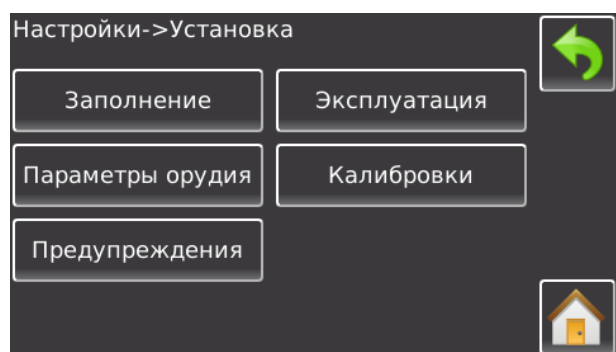 Настройки->Установка
Заполнение
Эксплуатация
Параметры орудия
Калибровки
Предупреждения